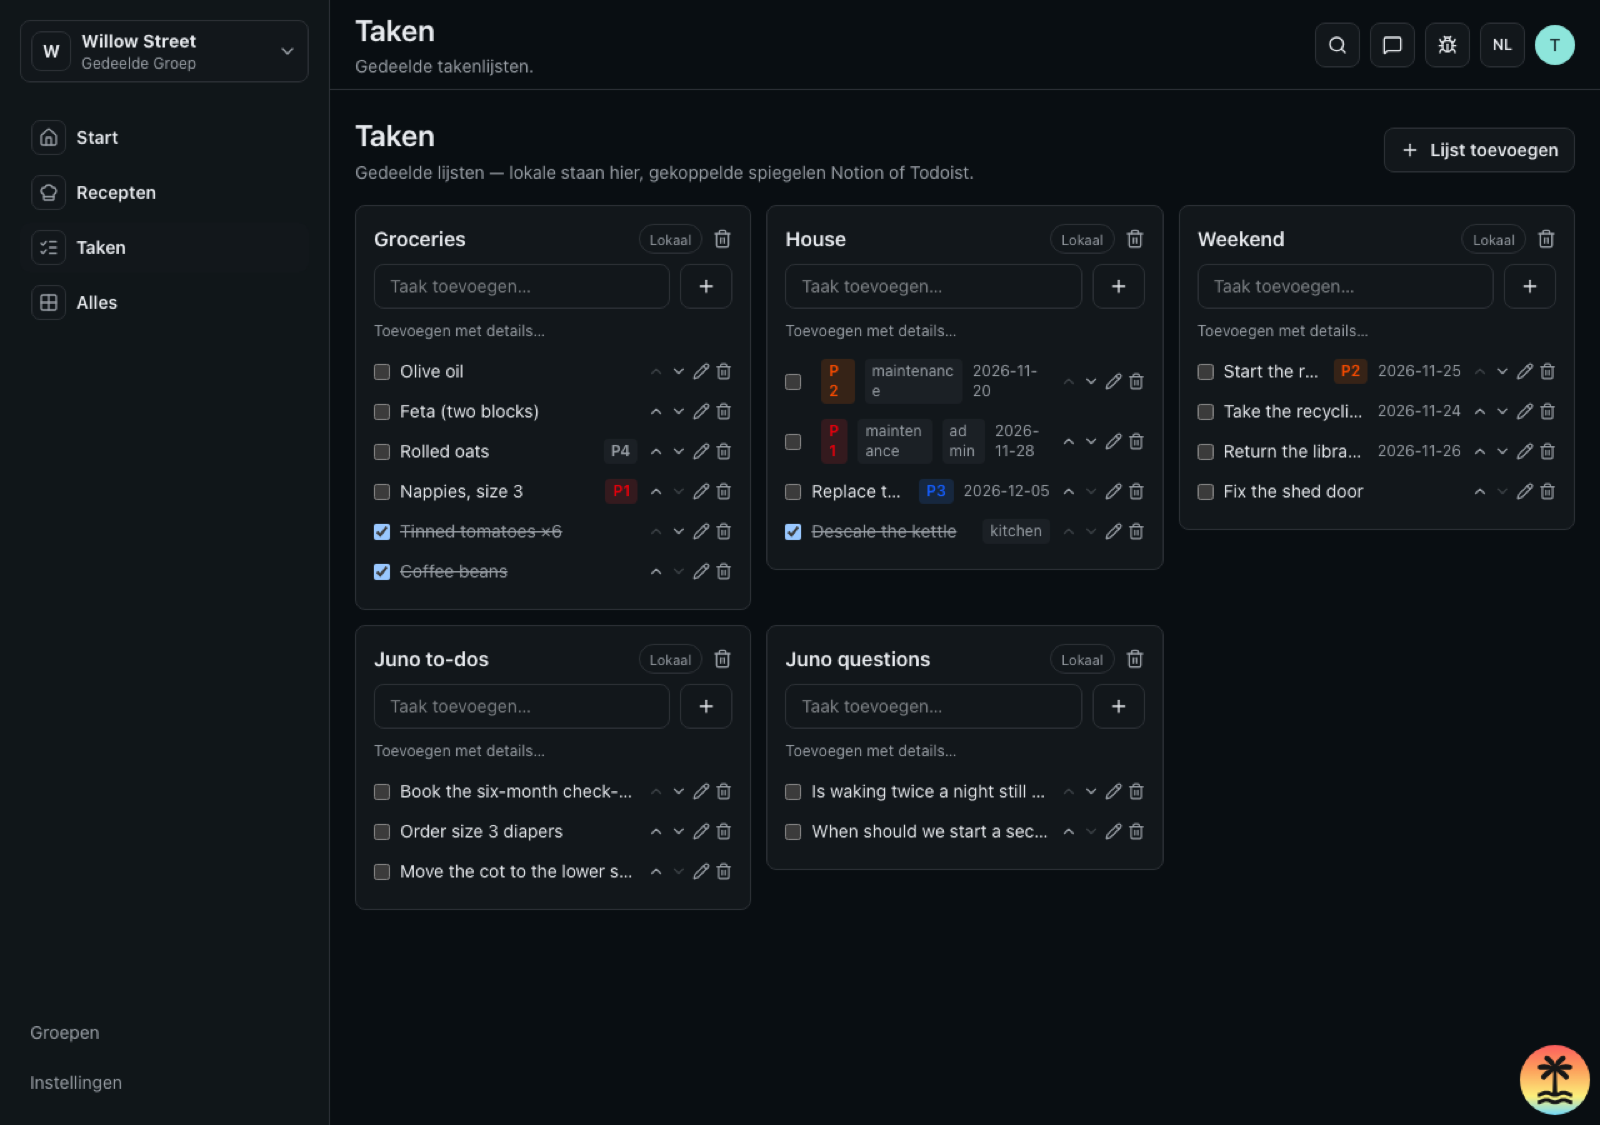 W
Willow Street
Gedeelde Groep
Start
Recepten
Taken
Alles
Groepen
Instellingen
Taken
Gedeelde takenlijsten.
NL
T
Taken
Gedeelde lijsten — lokale staan hier, gekoppelde spiegelen Notion of Todoist.
Lijst toevoegen
Groceries
Lokaal
Taak toevoegen...
Toevoegen met details...
Olive oil
Feta (two blocks)
Rolled oats P4
Nappies, size 3 P1
Tinned tomatoes ×6
Coffee beans
House
Lokaal
Taak toevoegen...
Toevoegen met details...
P
2
maintenanc
e
2026-11-
20
P
1
mainten
ance
ad
min
2026-
11-28
Replace t... P3 2026-12-05
Descale the kettle kitchen
Weekend
Lokaal
Taak toevoegen...
Toevoegen met details...
Start the r... P2 2026-11-25
Take the recycli... 2026-11-24
Return the libra... 2026-11-26
Fix the shed door
Juno to-dos
Lokaal
Taak toevoegen...
Toevoegen met details...
Book the six-month check-...
Order size 3 diapers
Move the cot to the lower s...
Juno questions
Lokaal
Taak toevoegen...
Toevoegen met details...
Is waking twice a night still ...
When should we start a sec...